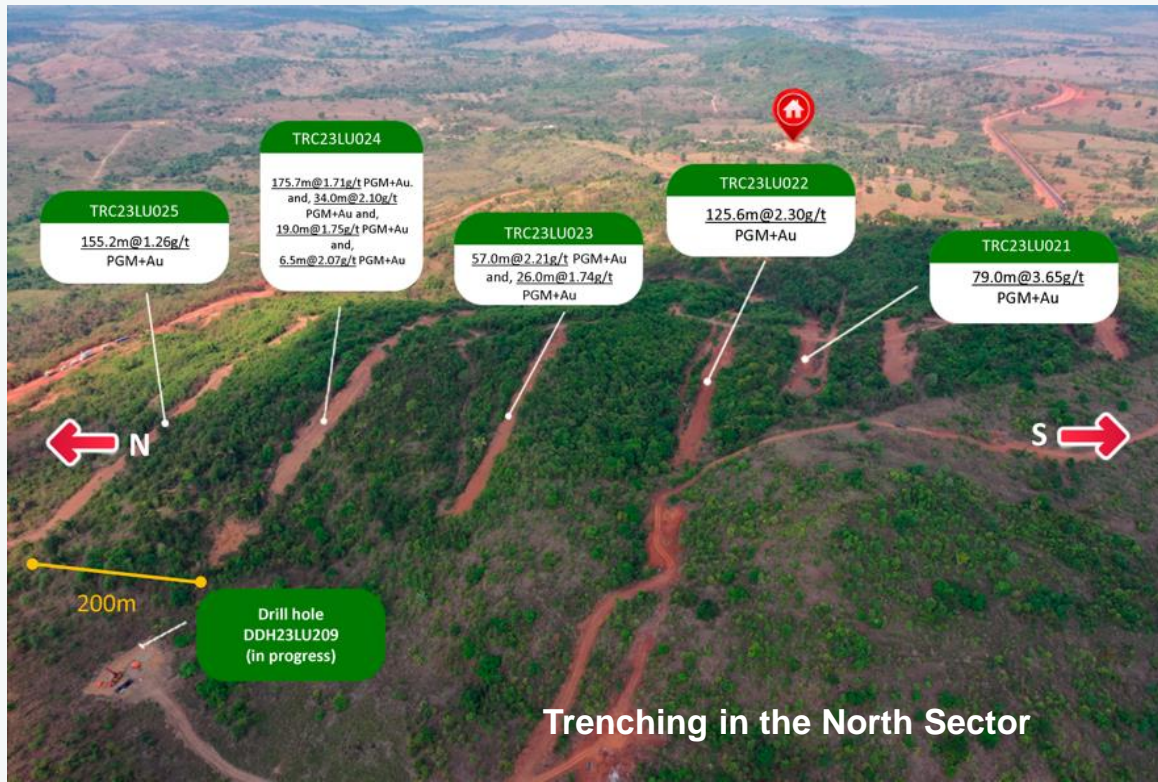 TRC23LU025
155.2m@1.26g/t
PGM+Au
TRC23LU024
175.7m@1.71g/t PGM+Au.
and, 34.0m@2.10g/t
PGM+Au and,
19.0m@1.75g/t PGM+Au
and,
6.5m@2.07g/t PGM+Au
TRC23LU023
57.0m@2.21g/t PGM+Au
and, 26.0m@1.74g/t
PGM+Au
TRC23LU022
125.6m@2.30g/t
PGM+Au
TRC23LU021
79.0m@3.65g/t
PGM+Au
N
S
200m
Drill hole
DDH23LU209
(in progress)
Trenching in the North Sector